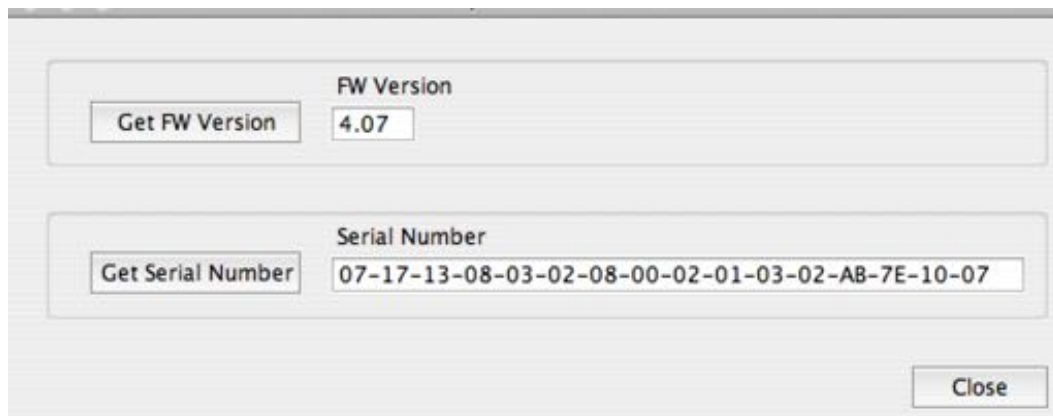 FW Version
Get FW Version
4.07
Serial Number
Get Serial Number
07-17-13-08-03-02-08-00-02-01-03-02-AB-7E-10-07
Close